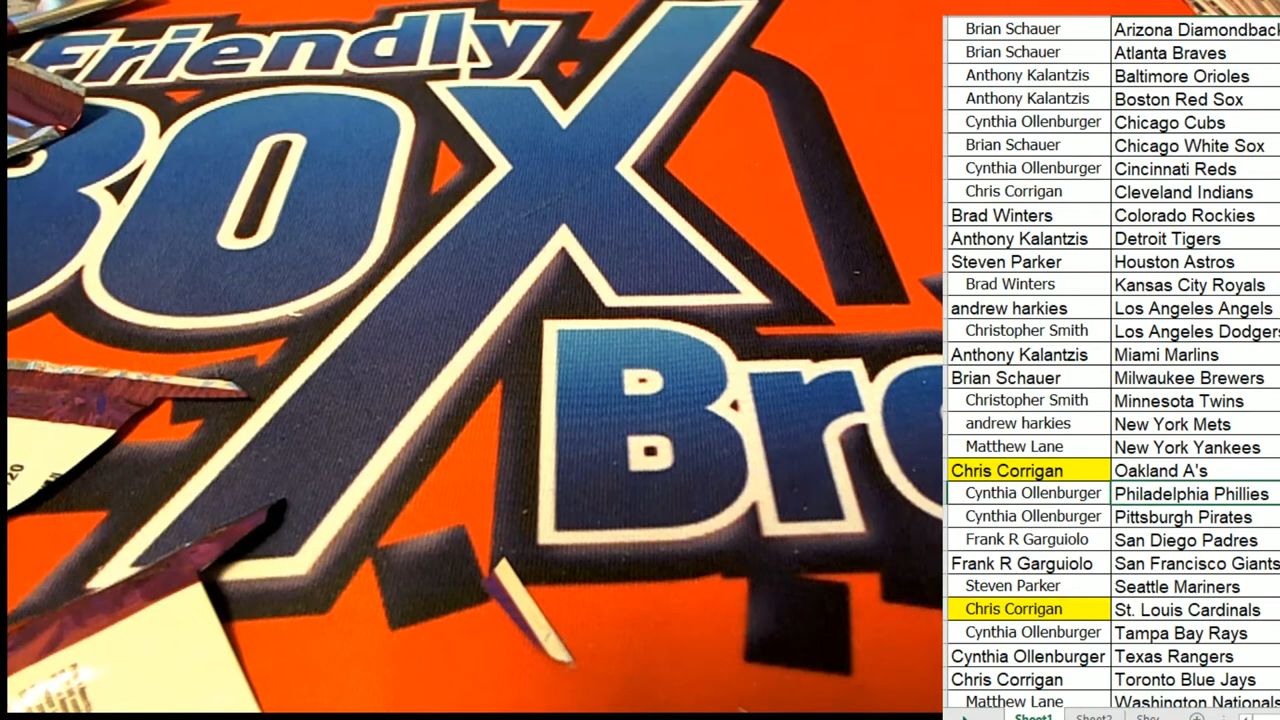 Friendly
BOX
Bre
/20
Brian Schauer Arizona Diamondback
Brian Schauer Atlanta Braves
Anthony Kalantzis Baltimore Orioles
Anthony Kalantzis Boston Red Sox
Cynthia Ollenburger Chicago Cubs
Brian Schauer Chicago White Sox
Cynthia Ollenburger Cincinnati Reds
Chris Corrigan Cleveland Indians
Brad Winters Colorado Rockies
Anthony Kalantzis Detroit Tigers
Steven Parker Houston Astros
Brad Winters Kansas City Royals
andrew harkies Los Angeles Angels
Christopher Smith Los Angeles Dodgers
Anthony Kalantzis Miami Marlins
Brian Schauer Milwaukee Brewers
Christopher Smith Minnesota Twins
andrew harkies New York Mets
Matthew Lane New York Yankees
Chris Corrigan Oakland A's
Cynthia Ollenburger Philadelphia Phillies
Cynthia Ollenburger Pittsburgh Pirates
Frank R Garguiolo San Diego Padres
Frank R Garguiolo San Francisco Giants
Steven Parker Seattle Mariners
Chris Corrigan St. Louis Cardinals
Cynthia Ollenburger Tampa Bay Rays
Cynthia Ollenburger Texas Rangers
Chris Corrigan Toronto Blue Jays
Matthew Lane Washington Nationals
Sheet1 Sheet2 She